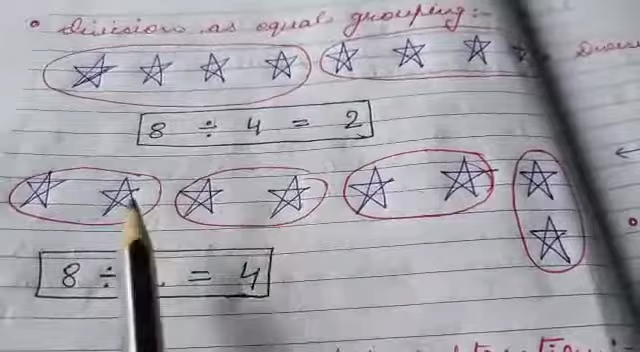 • Division as equal grouping:-
8 ÷ 4 = 2
8 ÷ = 4